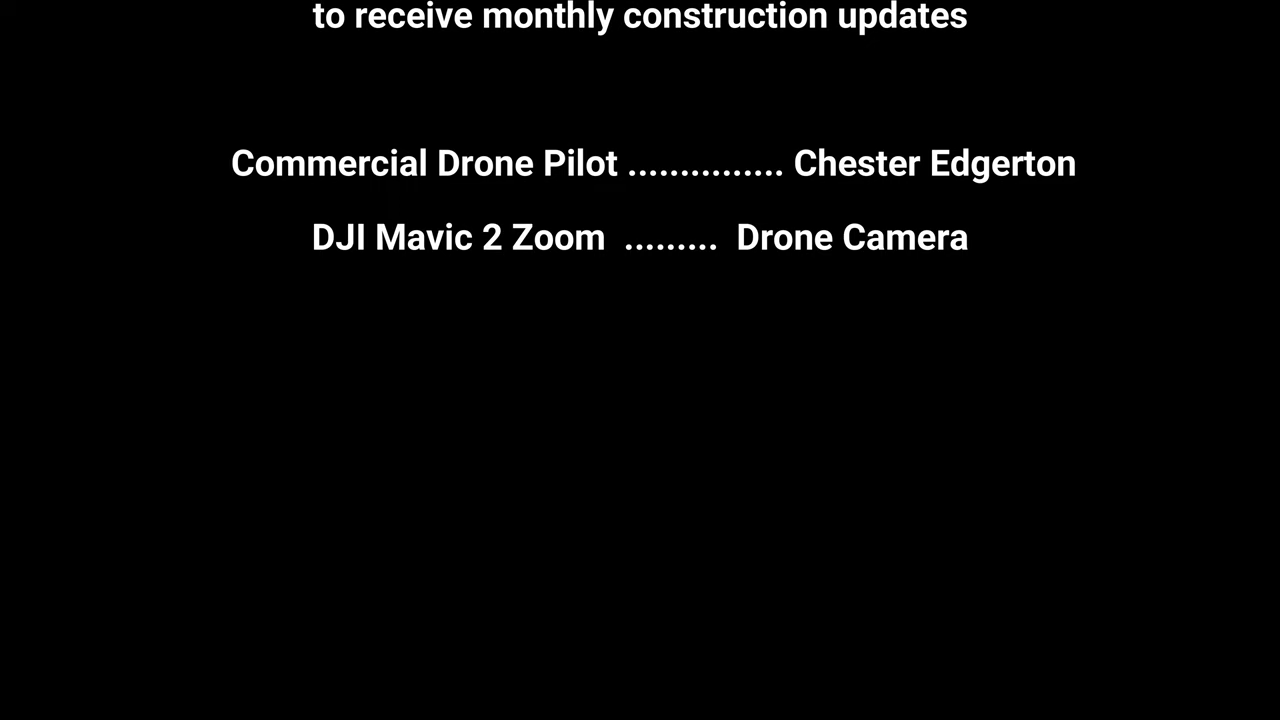 to receive monthly construction updates
Commercial Drone Pilot ............... Chester Edgerton
DJI Mavic 2 Zoom ......... Drone Camera